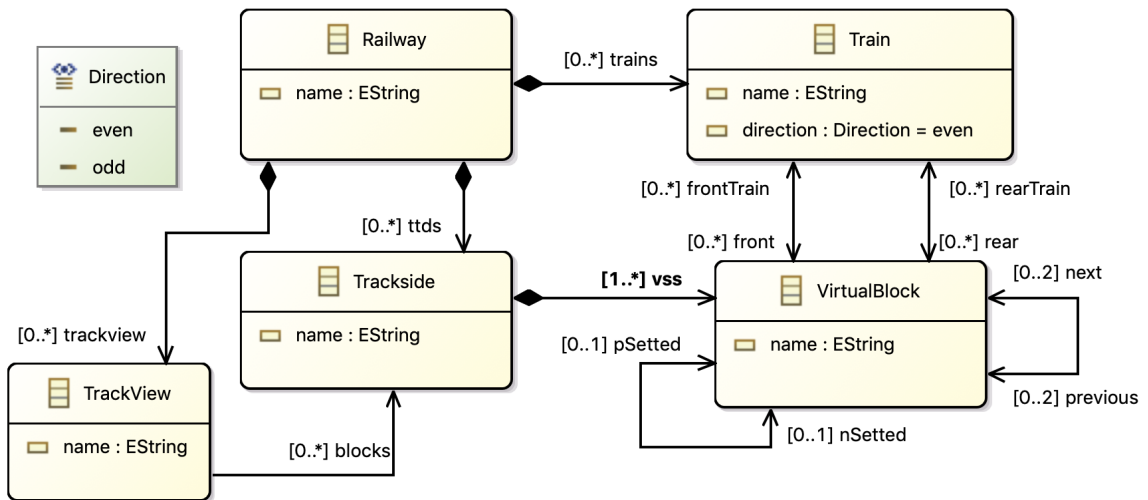 Direction
even
odd
Railway
name : EString
[0..*] trains
Train
name : EString
direction : Direction = even
[0..*] frontTrain
[0..*] rearTrain
[0..*] ttds
[0..*] front
[0..*] rear
Trackside
name : EString
[1..*] vss
VirtualBlock
name : EString
[0..2] next
[0..2] previous
[0..1] pSetted
[0..1] nSetted
[0..*] trackview
TrackView
name : EString
[0..*] blocks